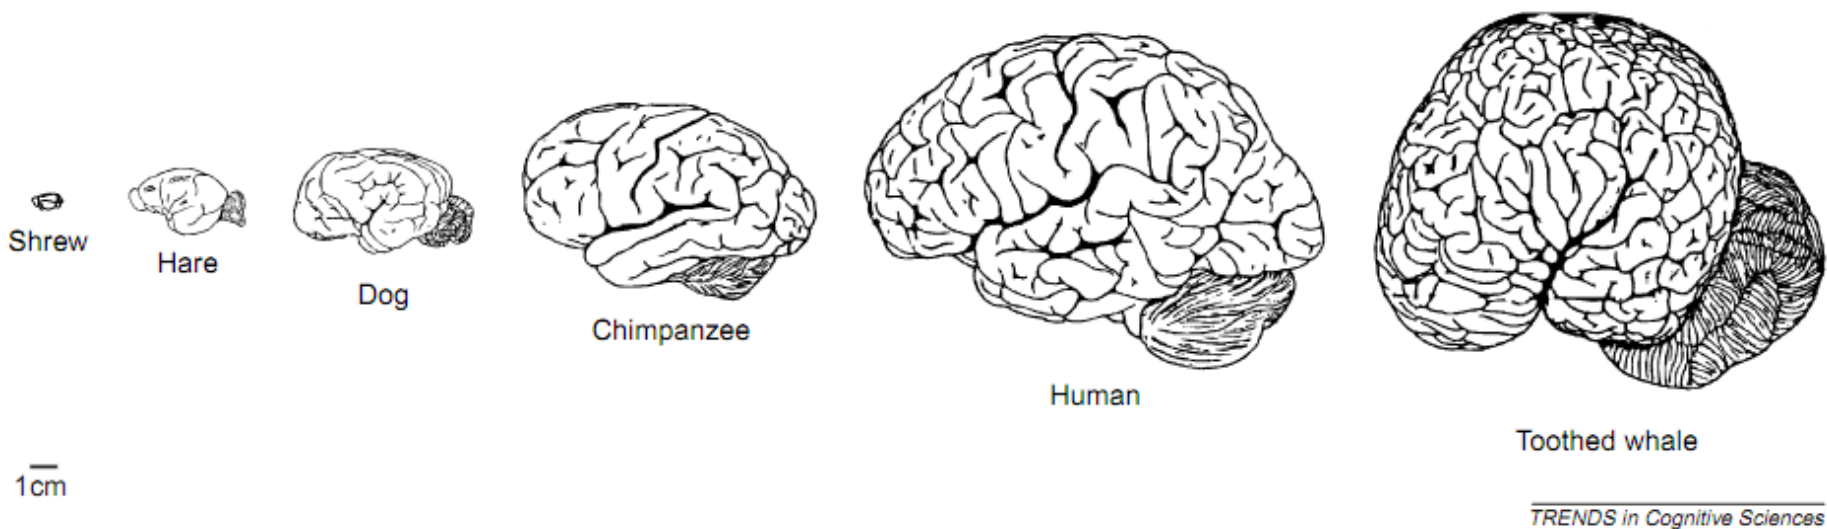 Shrew
Hare
Dog
Chimpanzee
Human
Toothed whale
1cm
TRENDS in Cognitive Sciences